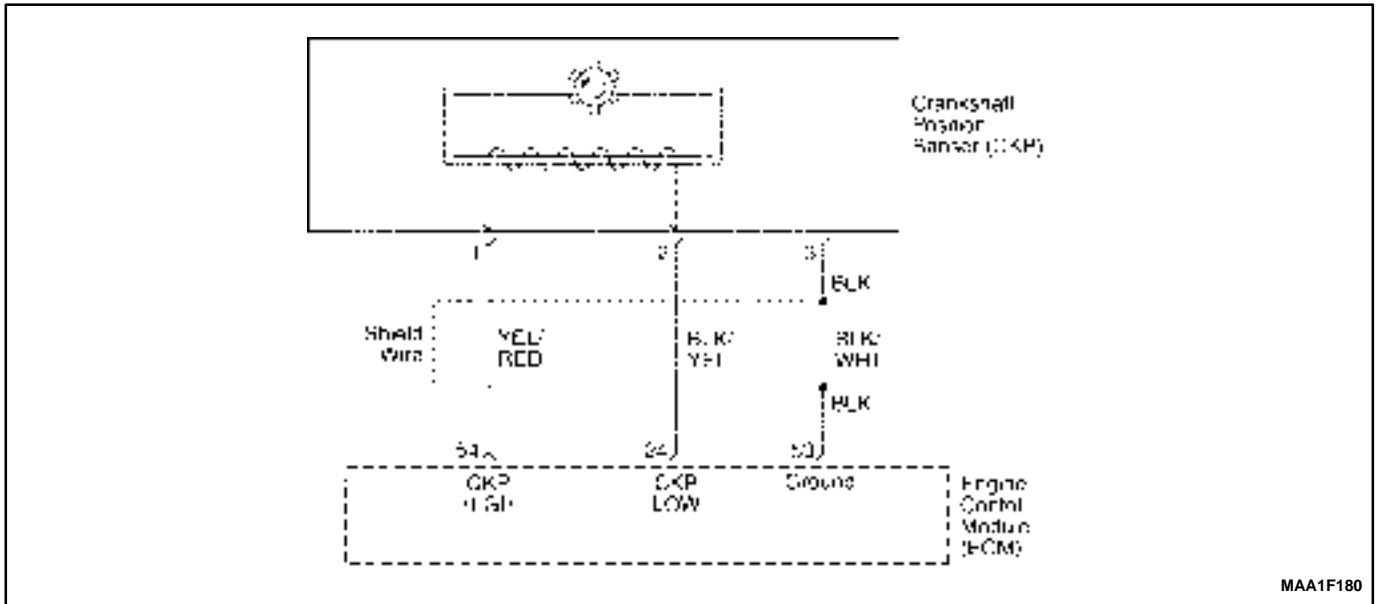 Crankshaft
Position
Sensor (CKP)
1
2
3
BLK
Shield
Wire
YEL/
RED
BLK/
YEL
BLK/
WHT
BLK
54
24
53
CKP
CKP
LOW
Ground
Engine
Control
Module
(ECM)
MAA1F180